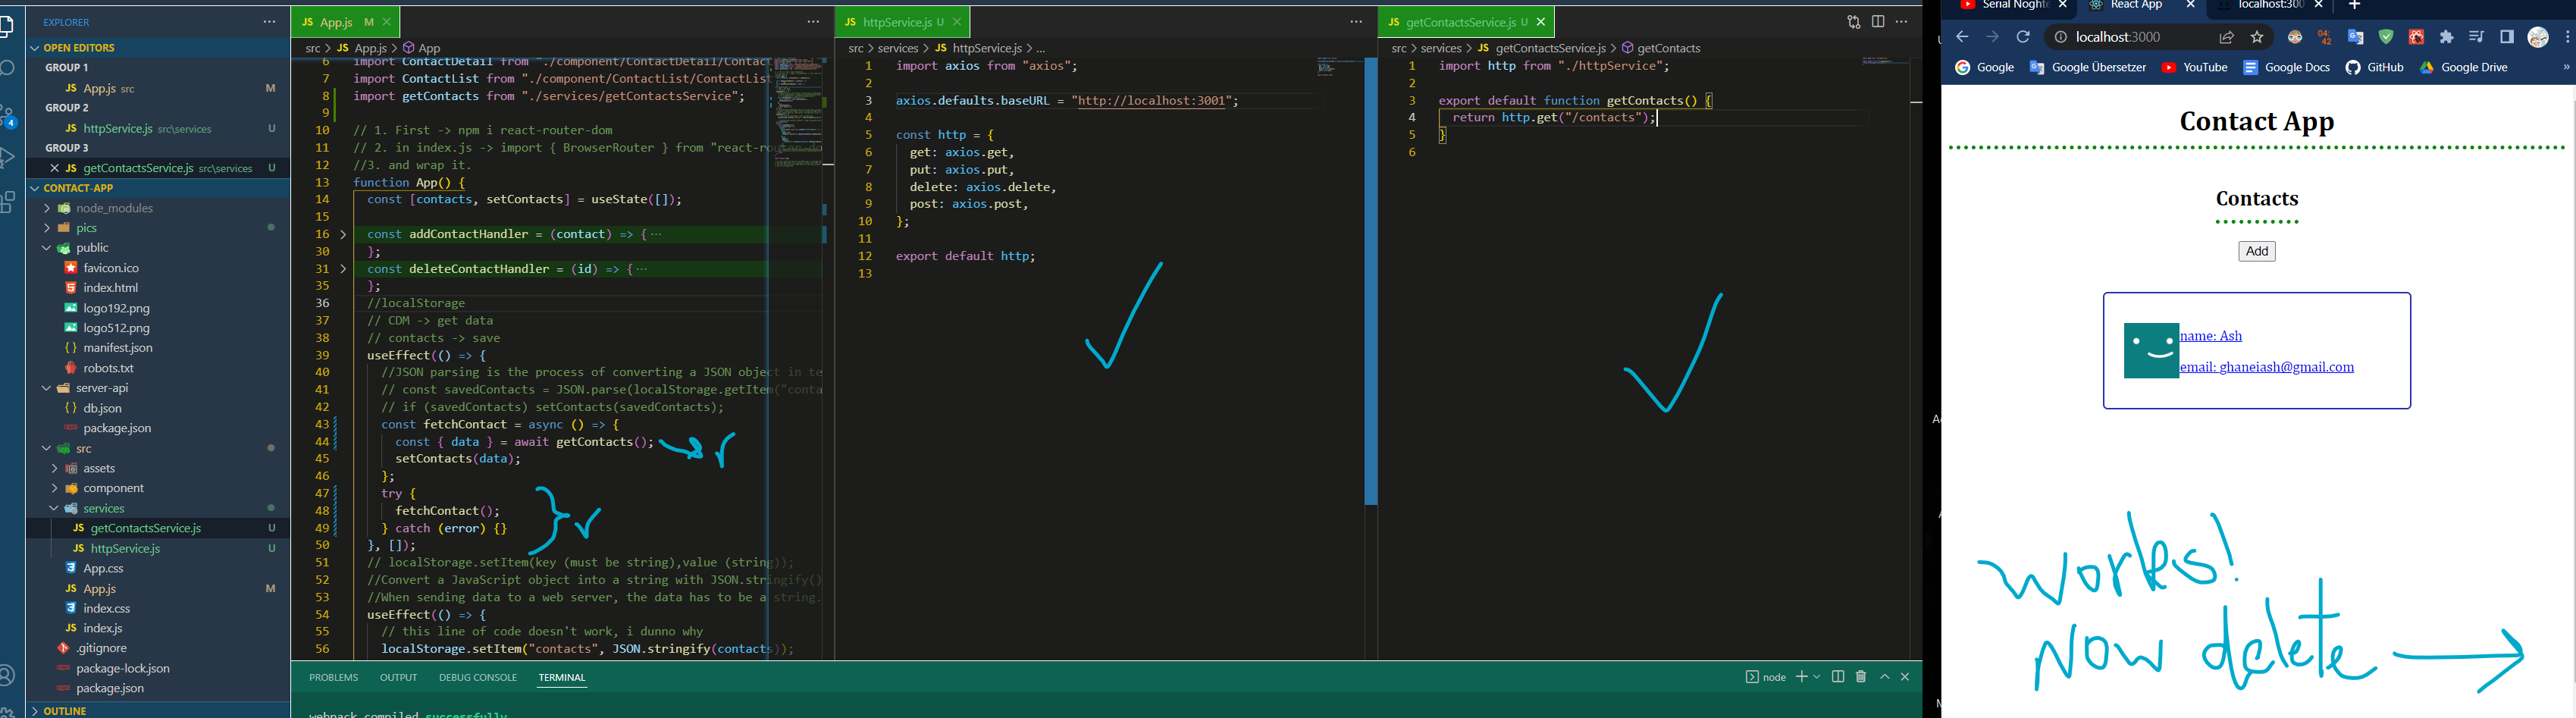 EXPLORER
OPEN EDITORS
GROUP 1
JS App.js src M
GROUP 2
JS httpService.js src\services U
GROUP 3
JS getContactsService.js src\services U
CONTACT-APP
node_modules
pics
public
favicon.ico
index.html
logo192.png
logo512.png
{} manifest.json
robots.txt
server-api
{} db.json
package.json
src
assets
component
services
JS getContactsService.js U
JS httpService.js U
App.css
JS App.js M
index.css
JS index.js
.gitignore
package-lock.json
package.json
OUTLINE
4
JS App.js M
src > JS App.js > App
6 import ContactDetail from "./component/ContactDetail/Contac
7 import ContactList from "./component/ContactList/ContactLis
8 import getContacts from "./services/getContactsService";
9
10 // 1. First -> npm i react-router-dom
11 // 2. in index.js -> import { BrowserRouter } from "react-router-do
12 //3. and wrap it.
13 function App() {
14 const [contacts, setContacts] = useState([]);
15
16 const addContactHandler = (contact) => { ...
30 };
31 const deleteContactHandler = (id) => { ...
35 };
36 //localStorage
37 // CDM -> get data
38 // contacts -> save
39 useEffect(() => {
40 //JSON parsing is the process of converting a JSON object in te
41 // const savedContacts = JSON.parse(localStorage.getItem("conta
42 // if (savedContacts) setContacts(savedContacts);
43 const fetchContact = async () => {
44 const { data } = await getContacts();
45 setContacts(data);
46 };
47 try {
48 fetchContact();
49 } catch (error) {}
50 }, []);
51 // localStorage.setItem(key (must be string),value (string));
52 //Convert a JavaScript object into a string with JSON.stringify()
53 //When sending data to a web server, the data has to be a string.
54 useEffect(() => {
55 // this line of code doesn't work, i dunno why
56 localStorage.setItem("contacts", JSON.stringify(contacts));
JS httpService.js U
src > services > JS httpService.js > ...
1 import axios from "axios";
2
3 axios.defaults.baseURL = "http://localhost:3001";
4
5 const http = {
6 get: axios.get,
7 put: axios.put,
8 delete: axios.delete,
9 post: axios.post,
10 };
11
12 export default http;
13
JS getContactsService.js U
src > services > JS getContactsService.js > getContacts
1 import http from "./httpService";
2
3 export default function getContacts() {
4 return http.get("/contacts");
5 }
6
PROBLEMS OUTPUT DEBUG CONSOLE TERMINAL
node
webpack compiled successfully
Serial Noghte
React App
localhost:300
localhost:3000
04:42
Google Google Übersetzer YouTube Google Docs GitHub Google Drive
Contact App
Contacts
Add
name: Ash
email: ghaneiash@gmail.com
works!
Now delete